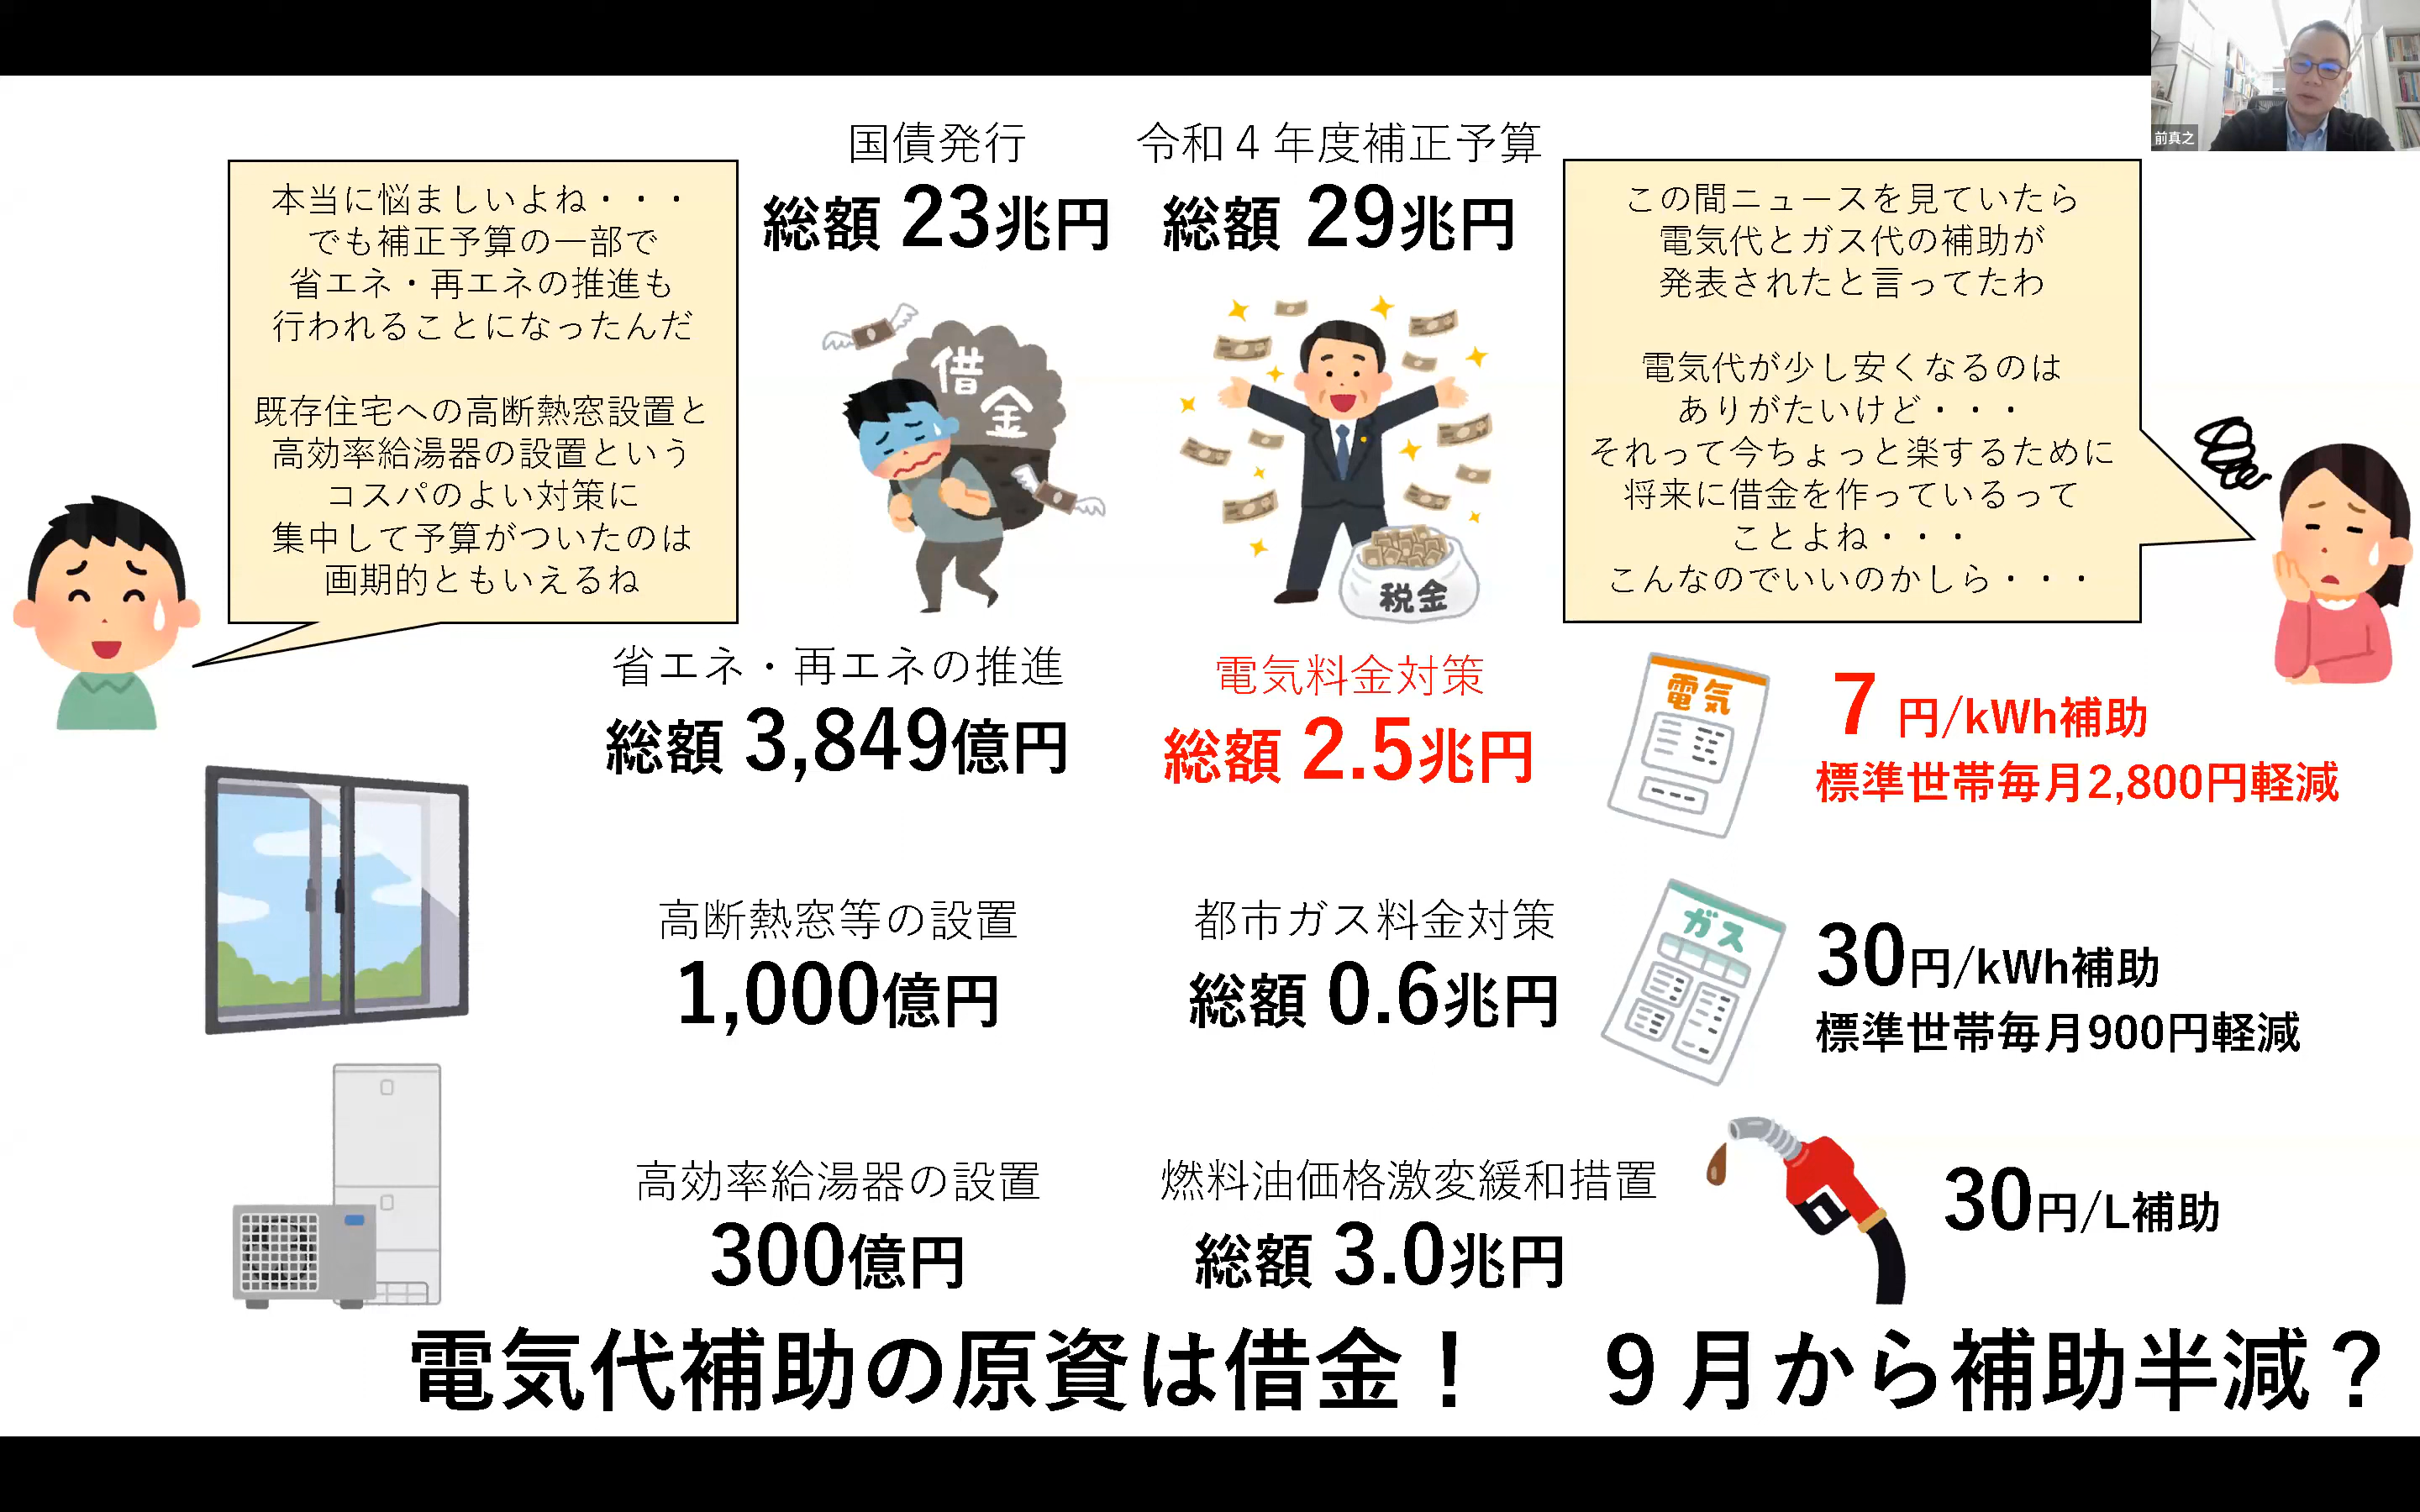 前真之
国債発行
総額 23兆円
令和4年度補正予算
総額 29兆円
本当に悩ましいよね・・・
でも補正予算の一部で
省エネ・再エネの推進も
行われることになったんだ
既存住宅への高断熱窓設置と
高効率給湯器の設置という
コスパのよい対策に
集中して予算がついたのは
画期的ともいえるね
借金
税金
この間ニュースを見ていたら
電気代とガス代の補助が
発表されたと言ってたわ
電気代が少し安くなるのは
ありがたいけど・・・
それって今ちょっと楽するために
将来に借金を作っているって
ことよね・・・
こんなのでいいのかしら・・・
省エネ・再エネの推進
総額 3,849億円
電気料金対策
総額 2.5兆円
電気
7 円/kWh補助
標準世帯毎月2,800円軽減
高断熱窓等の設置
1,000億円
都市ガス料金対策
総額 0.6兆円
ガス
30円/kWh補助
標準世帯毎月900円軽減
高効率給湯器の設置
300億円
燃料油価格激変緩和措置
総額 3.0兆円
30円/L補助
電気代補助の原資は借金！ 9月から補助半減？